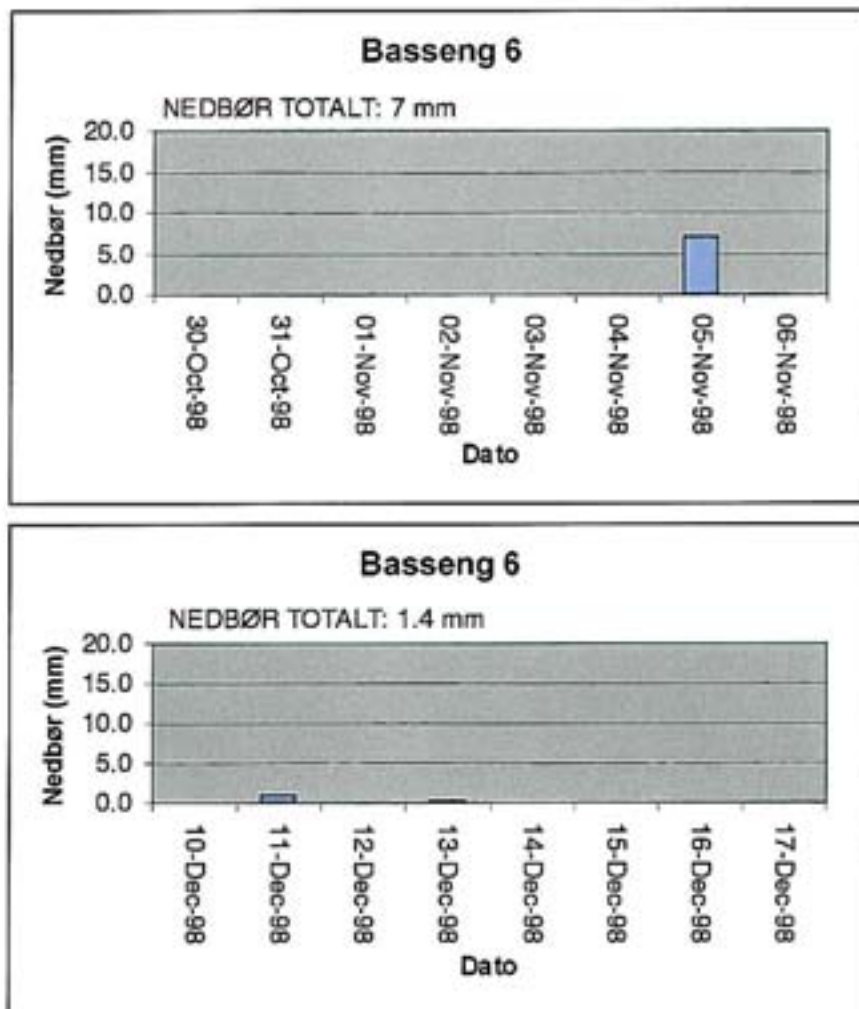 Basseng 6
NEDBØR TOTALT: 7 mm
Nedbør (mm)
20.0
15.0
10.0
5.0
0.0
30-Oct-98
31-Oct-98
01-Nov-98
02-Nov-98
03-Nov-98
04-Nov-98
05-Nov-98
06-Nov-98
Dato
Basseng 6
NEDBØR TOTALT: 1.4 mm
Nedbør (mm)
20.0
15.0
10.0
5.0
0.0
10-Dec-98
11-Dec-98
12-Dec-98
13-Dec-98
14-Dec-98
15-Dec-98
16-Dec-98
17-Dec-98
Dato